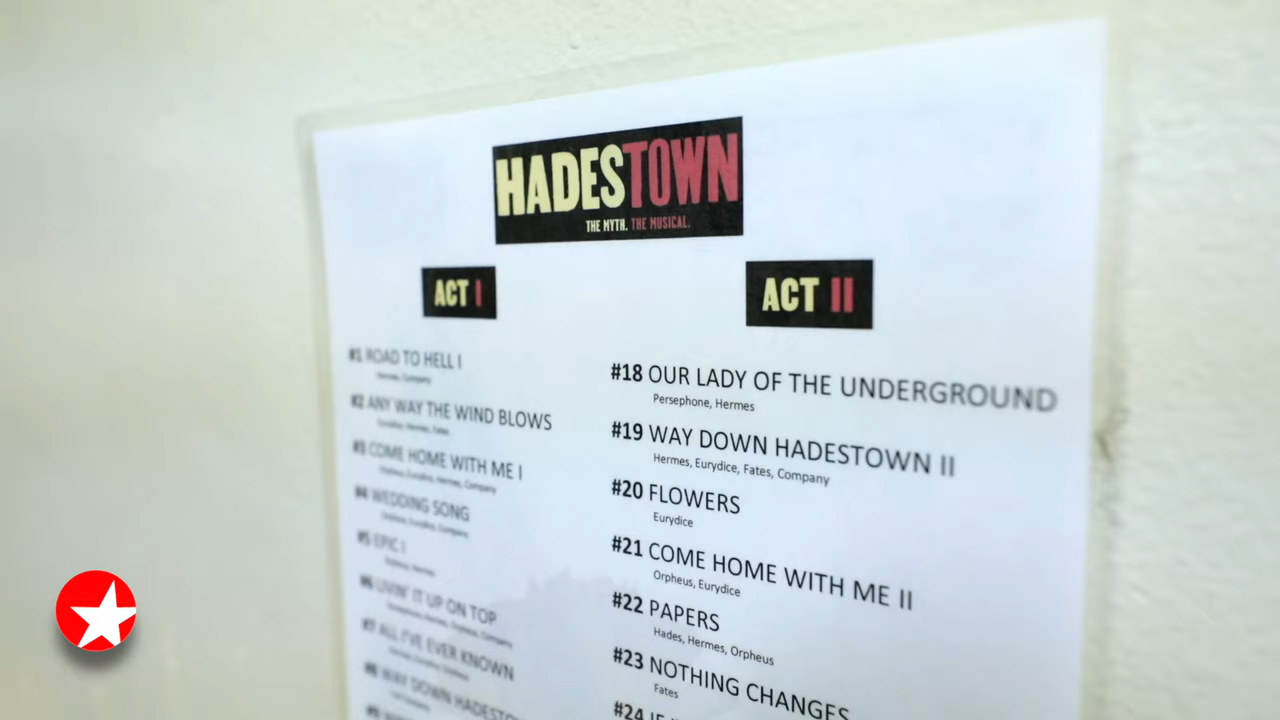 HADESTOWN
THE MYTH. THE MUSICAL.
ACT I
#1 ROAD TO HELL I
Hermes, Company
#2 ANY WAY THE WIND BLOWS
Eurydice, Hermes, Fates
#3 COME HOME WITH ME I
Orpheus, Eurydice, Hermes, Company
#4 WEDDING SONG
Orpheus, Eurydice, Company
#5 EPIC I
Orpheus, Hermes
#6 LIVIN' IT UP ON TOP
Persephone, Hermes, Orpheus, Company
#7 ALL I'VE EVER KNOWN
Hermes, Eurydice, Orpheus
#8 WAY DOWN
ACT II
#18 OUR LADY OF THE UNDERGROUND
Persephone, Hermes
#19 WAY DOWN HADESTOWN II
Hermes, Eurydice, Fates, Company
#20 FLOWERS
Eurydice
#21 COME HOME WITH ME II
Orpheus, Eurydice
#22 PAPERS
Hades, Hermes, Orpheus
#23 NOTHING CHANGES
Fates
#24